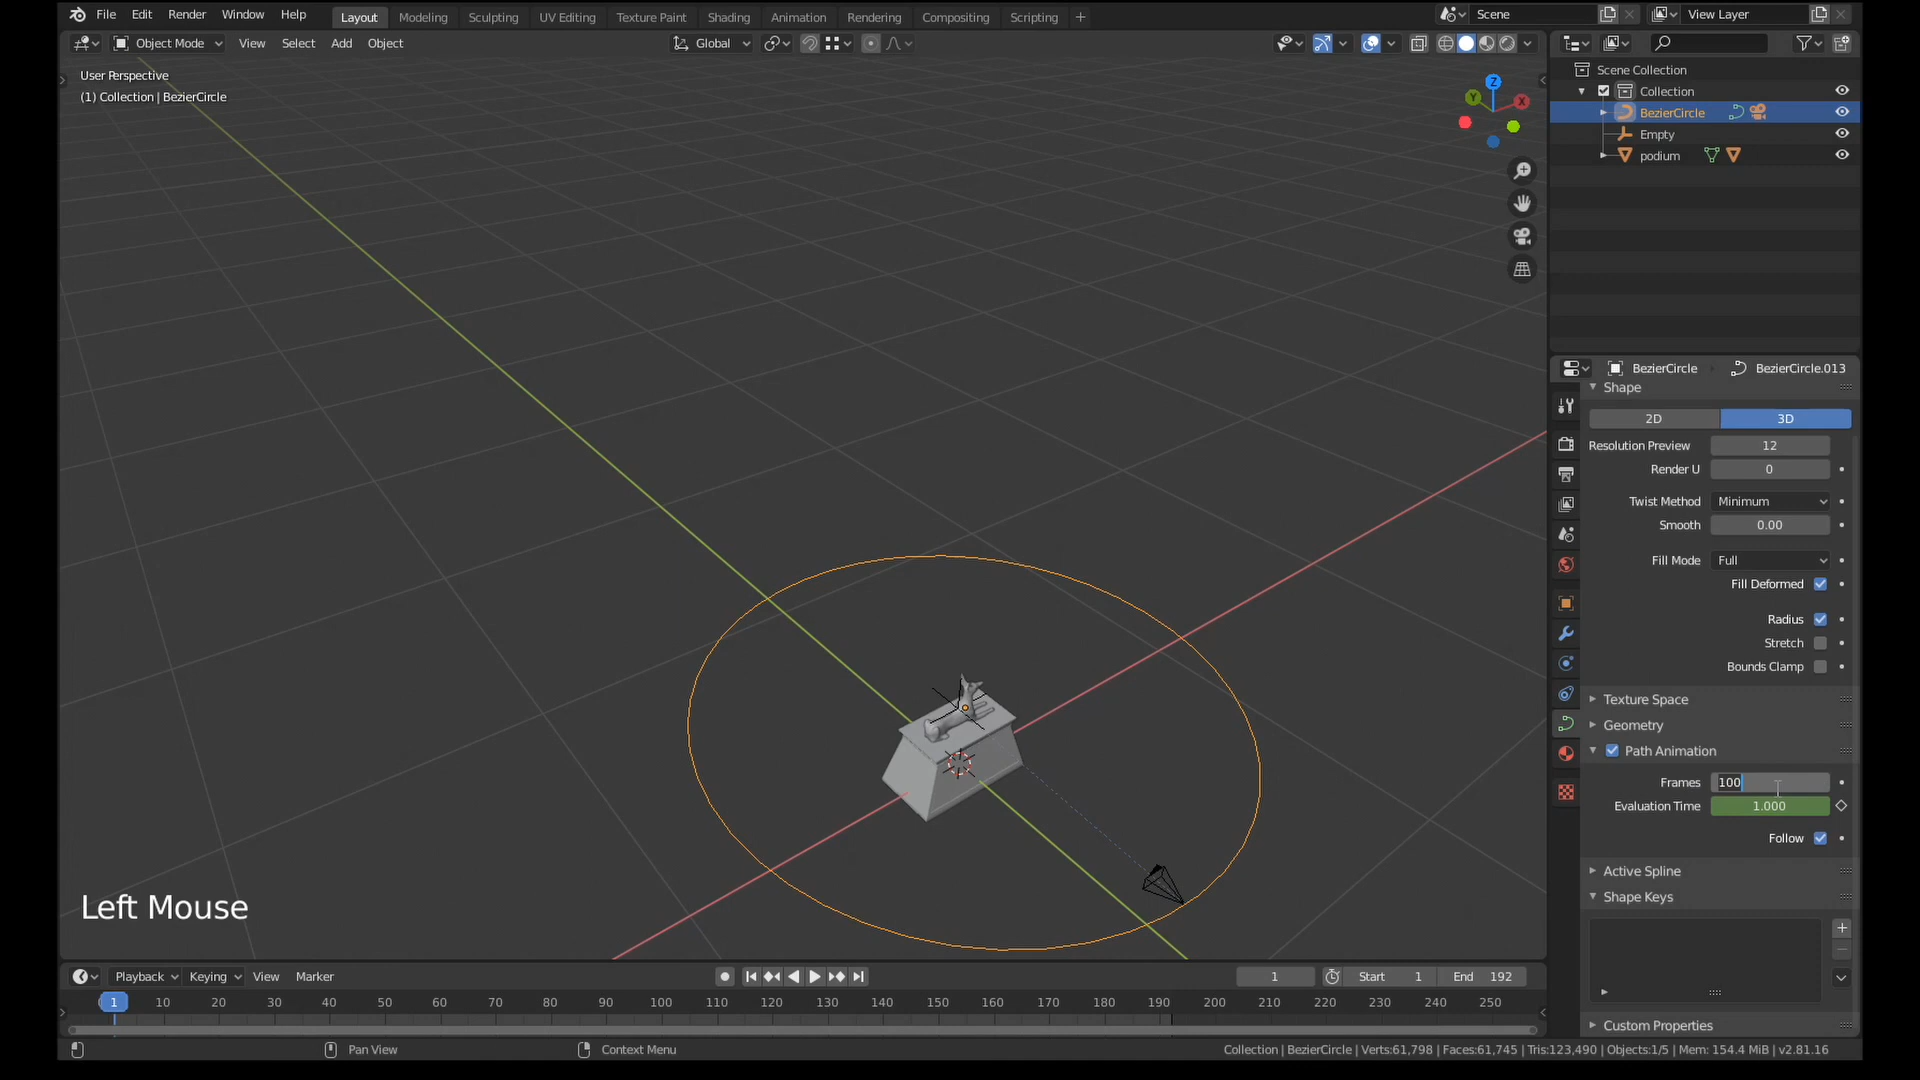 File Edit Render Window Help Layout Modeling Sculpting UV Editing Texture Paint Shading Animation Rendering Compositing Scripting + Scene View Layer
Object Mode View Select Add Object Global
User Perspective
(1) Collection | BezierCircle
Z
Y
X
Scene Collection
Collection
BezierCircle
Empty
podium
BezierCircle BezierCircle.013
Shape
2D 3D
Resolution Preview 12
Render U 0
Twist Method Minimum
Smooth 0.00
Fill Mode Full
Fill Deformed
Radius
Stretch
Bounds Clamp
Texture Space
Geometry
Path Animation
Frames 100
Evaluation Time 1.000
Follow
Active Spline
Shape Keys
Custom Properties
Left Mouse
Playback Keying View Marker 1 Start 1 End 192
1 10 20 30 40 50 60 70 80 90 100 110 120 130 140 150 160 170 180 190 200 210 220 230 240 250
Pan View Context Menu Collection | BezierCircle | Verts:61,798 | Faces:61,745 | Tris:123,490 | Objects:1/5 | Mem: 154.4 MiB | v2.81.16